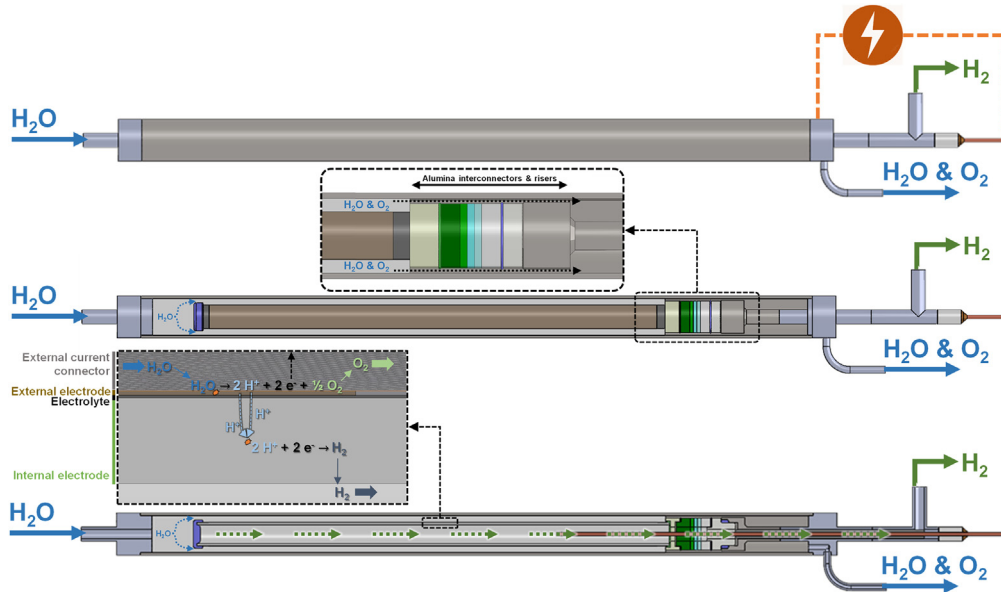 H₂
H₂O
H₂O & O₂
Alumina interconnectors & risers
H₂O & O₂
H₂O & O₂
H₂
H₂O
H₂O
H₂O & O₂
External current
connector
H₂O
O₂
H₂O → 2 H⁺ + 2 e⁻ + ½ O₂
External electrode
Electrolyte
H⁺
H⁺
2 H⁺ + 2 e⁻ → H₂
Internal electrode
H₂
H₂
H₂O
H₂O
H₂O & O₂